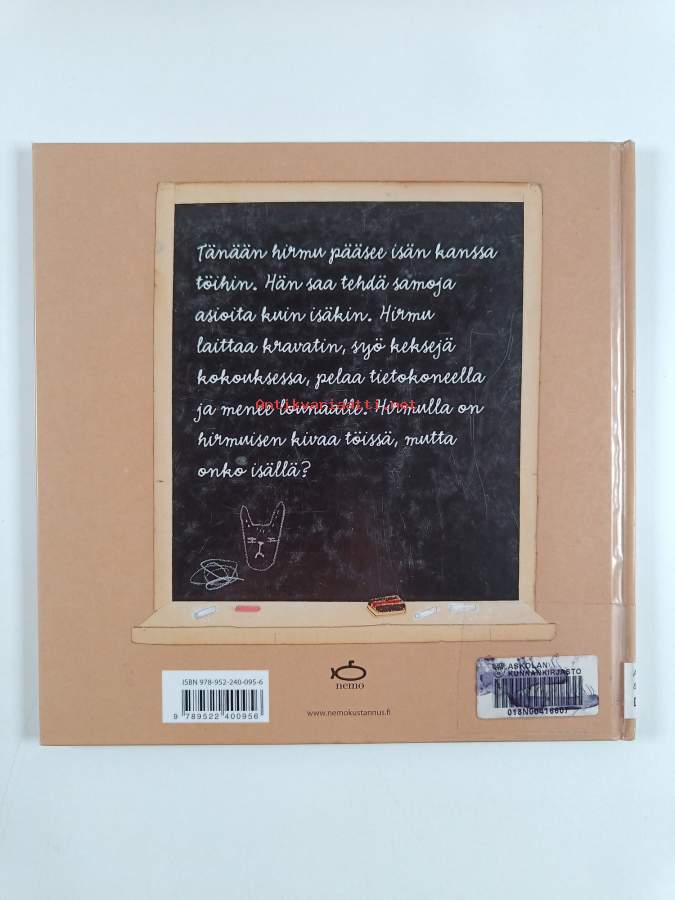 Tänään hirmu pääsee isän kanssa
töihin. Hän saa tehdä samoja
asioita kuin isäkin. Hirmu
laittaa kravatin, syö keksejä
kokouksessa, pelaa tietokoneella
ja menee lounaalle. Hirmulla on
Antikvariaatti.net
hirmuisen kivaa töissä, mutta
onko isällä?
ISBN 978-952-240-095-6
9 789522 400956
nemo
www.nemokustannus.fi
ASKOLAN
KUNNANKIRJASTO
018N00416607